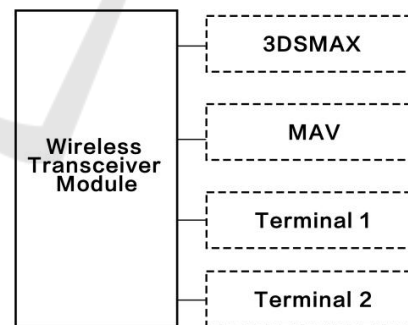 3DSMAX
MAV
Wireless
Transceiver
Module
Terminal 1
Terminal 2